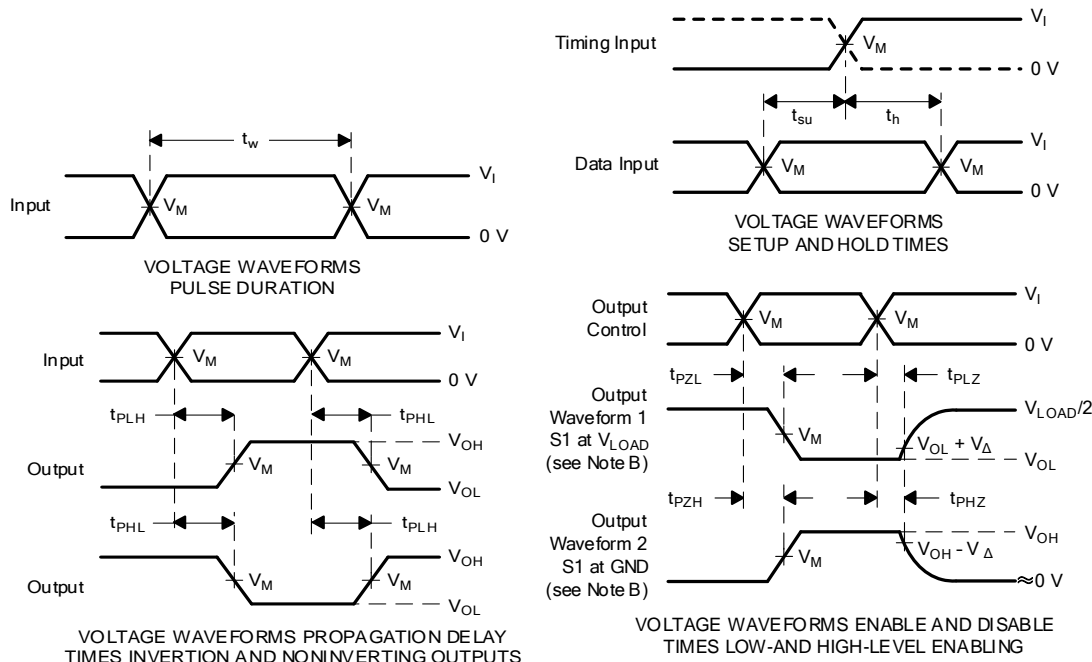 t_w
V_I
Input
V_M
V_M
0 V
VOLTAGE WAVEFORMS
PULSE DURATION
Timing Input
V_I
V_M
0 V
t_su
t_h
Data Input
V_I
V_M
V_M
0 V
VOLTAGE WAVEFORMS
SETUP AND HOLD TIMES
Input
V_I
V_M
V_M
0 V
t_PLH
t_PHL
Output
V_OH
V_M
V_M
V_OL
t_PHL
t_PLH
Output
V_OH
V_M
V_M
V_OL
VOLTAGE WAVEFORMS PROPAGATION DELAY
TIMES INVERTION AND NONINVERTING OUTPUTS
Output
Control
V_I
V_M
V_M
0 V
t_PZL
t_PLZ
Output
Waveform 1
S1 at V_LOAD
(see Note B)
V_LOAD/2
V_M
V_OL + V_Δ
V_OL
t_PZH
t_PHZ
Output
Waveform 2
S1 at GND
(see Note B)
V_OH
V_M
V_OH - V_Δ
≈0 V
VOLTAGE WAVEFORMS ENABLE AND DISABLE
TIMES LOW-AND HIGH-LEVEL ENABLING